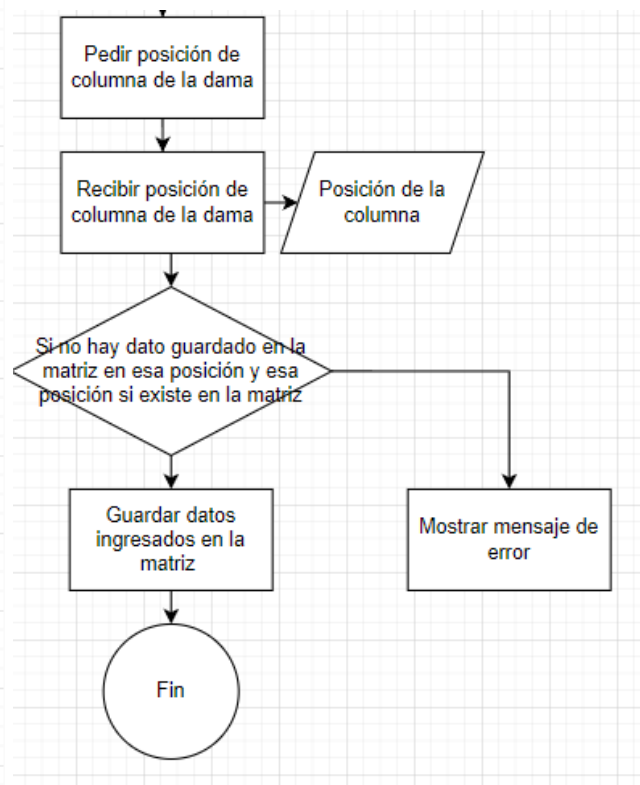 Pedir posición de
columna de la dama
Recibir posición de
columna de la dama
Posición de la
columna
Si no hay dato guardado en la
matriz en esa posición y esa
posición si existe en la matriz
Guardar datos
ingresados en la
matriz
Mostrar mensaje de
error
Fin